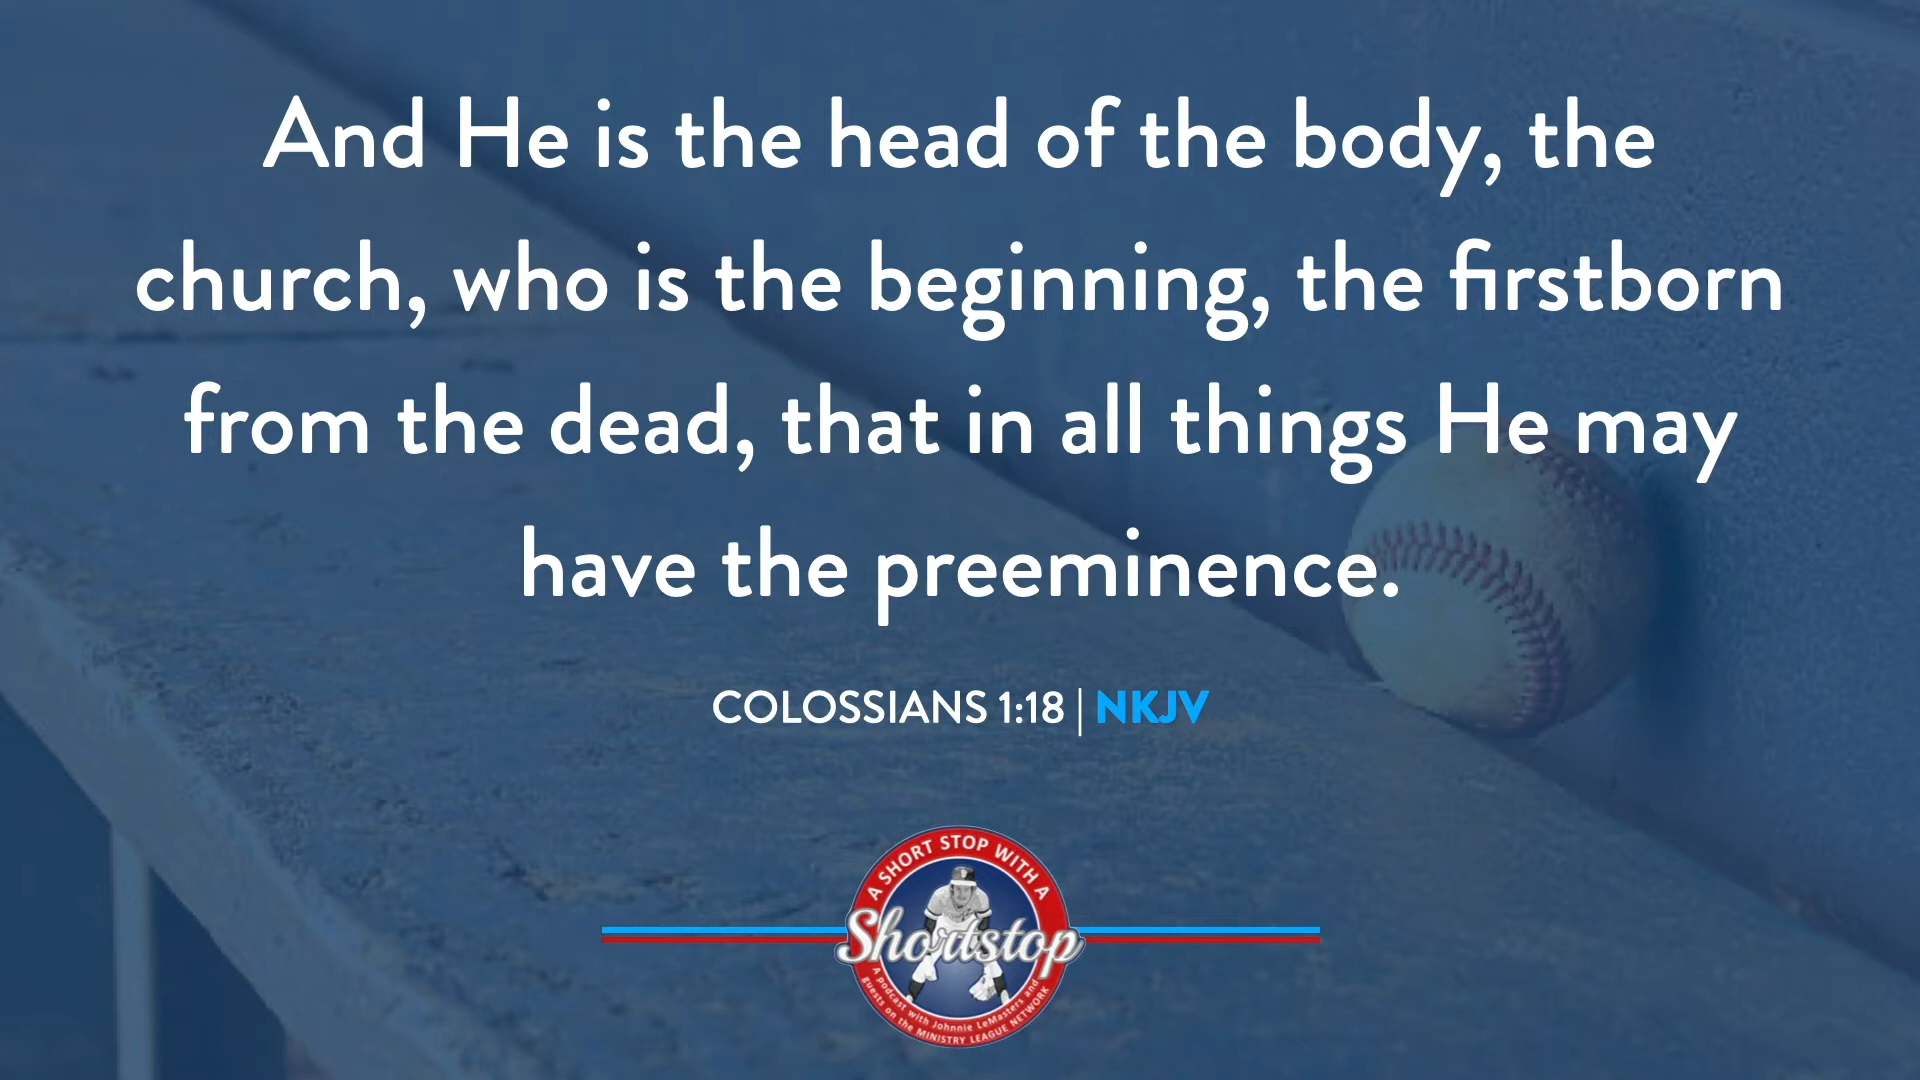 And He is the head of the body, the
church, who is the beginning, the firstborn
from the dead, that in all things He may
have the preeminence.
COLOSSIANS 1:18 | NKJV
A SHORT STOP WITH A
Shortstop
A podcast with Johnnie LeMasters and
guests on the MINISTRY LEAGUE NETWORK